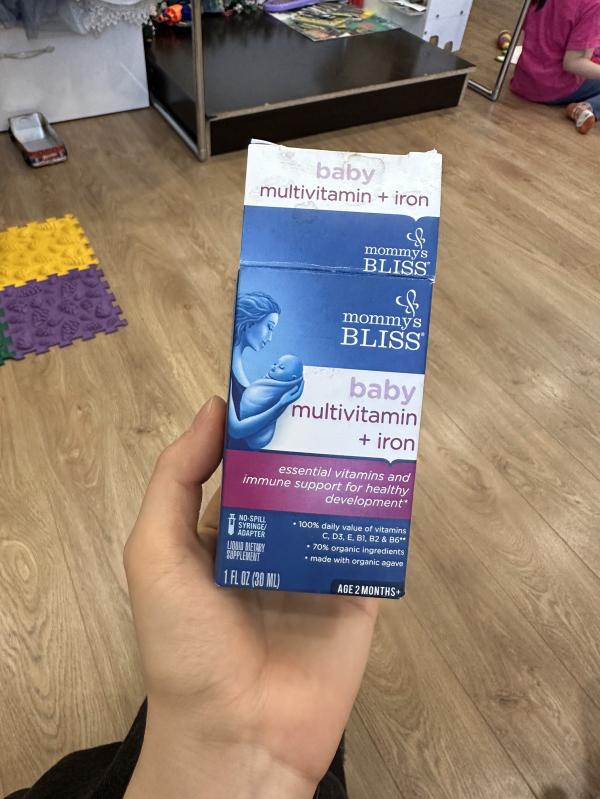 baby
multivitamin + iron
mommy's
BLISS®
mommy's
BLISS®
baby
multivitamin
+ iron
essential vitamins and
immune support for healthy
development*
NO-SPILL
SYRINGE/
ADAPTER
LIQUID DIETARY
SUPPLEMENT
1 FL OZ (30 ML)
• 100% daily value of vitamins
C, D3, E, B1, B2 & B6**
• 70% organic ingredients
• made with organic agave
AGE 2 MONTHS+